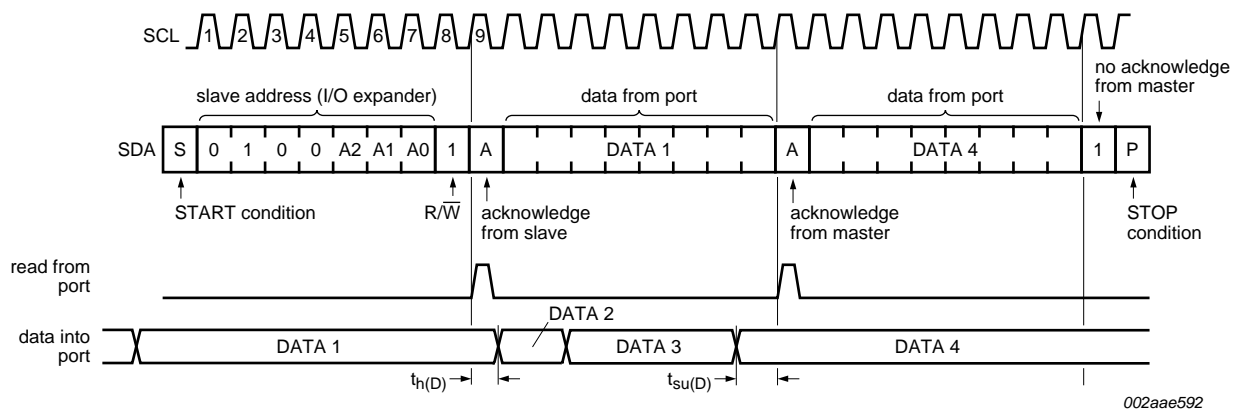 SCL 1 2 3 4 5 6 7 8 9
no acknowledge
from master
slave address (I/O expander) data from port data from port
SDA S 0 1 0 0 A2 A1 A0 1 A DATA 1 A DATA 4 1 P
START condition R/W̅ acknowledge
from slave
acknowledge
from master
STOP
condition
read from
port
DATA 2
data into
port
DATA 1 DATA 3 DATA 4
th(D) tsu(D)
002aae592